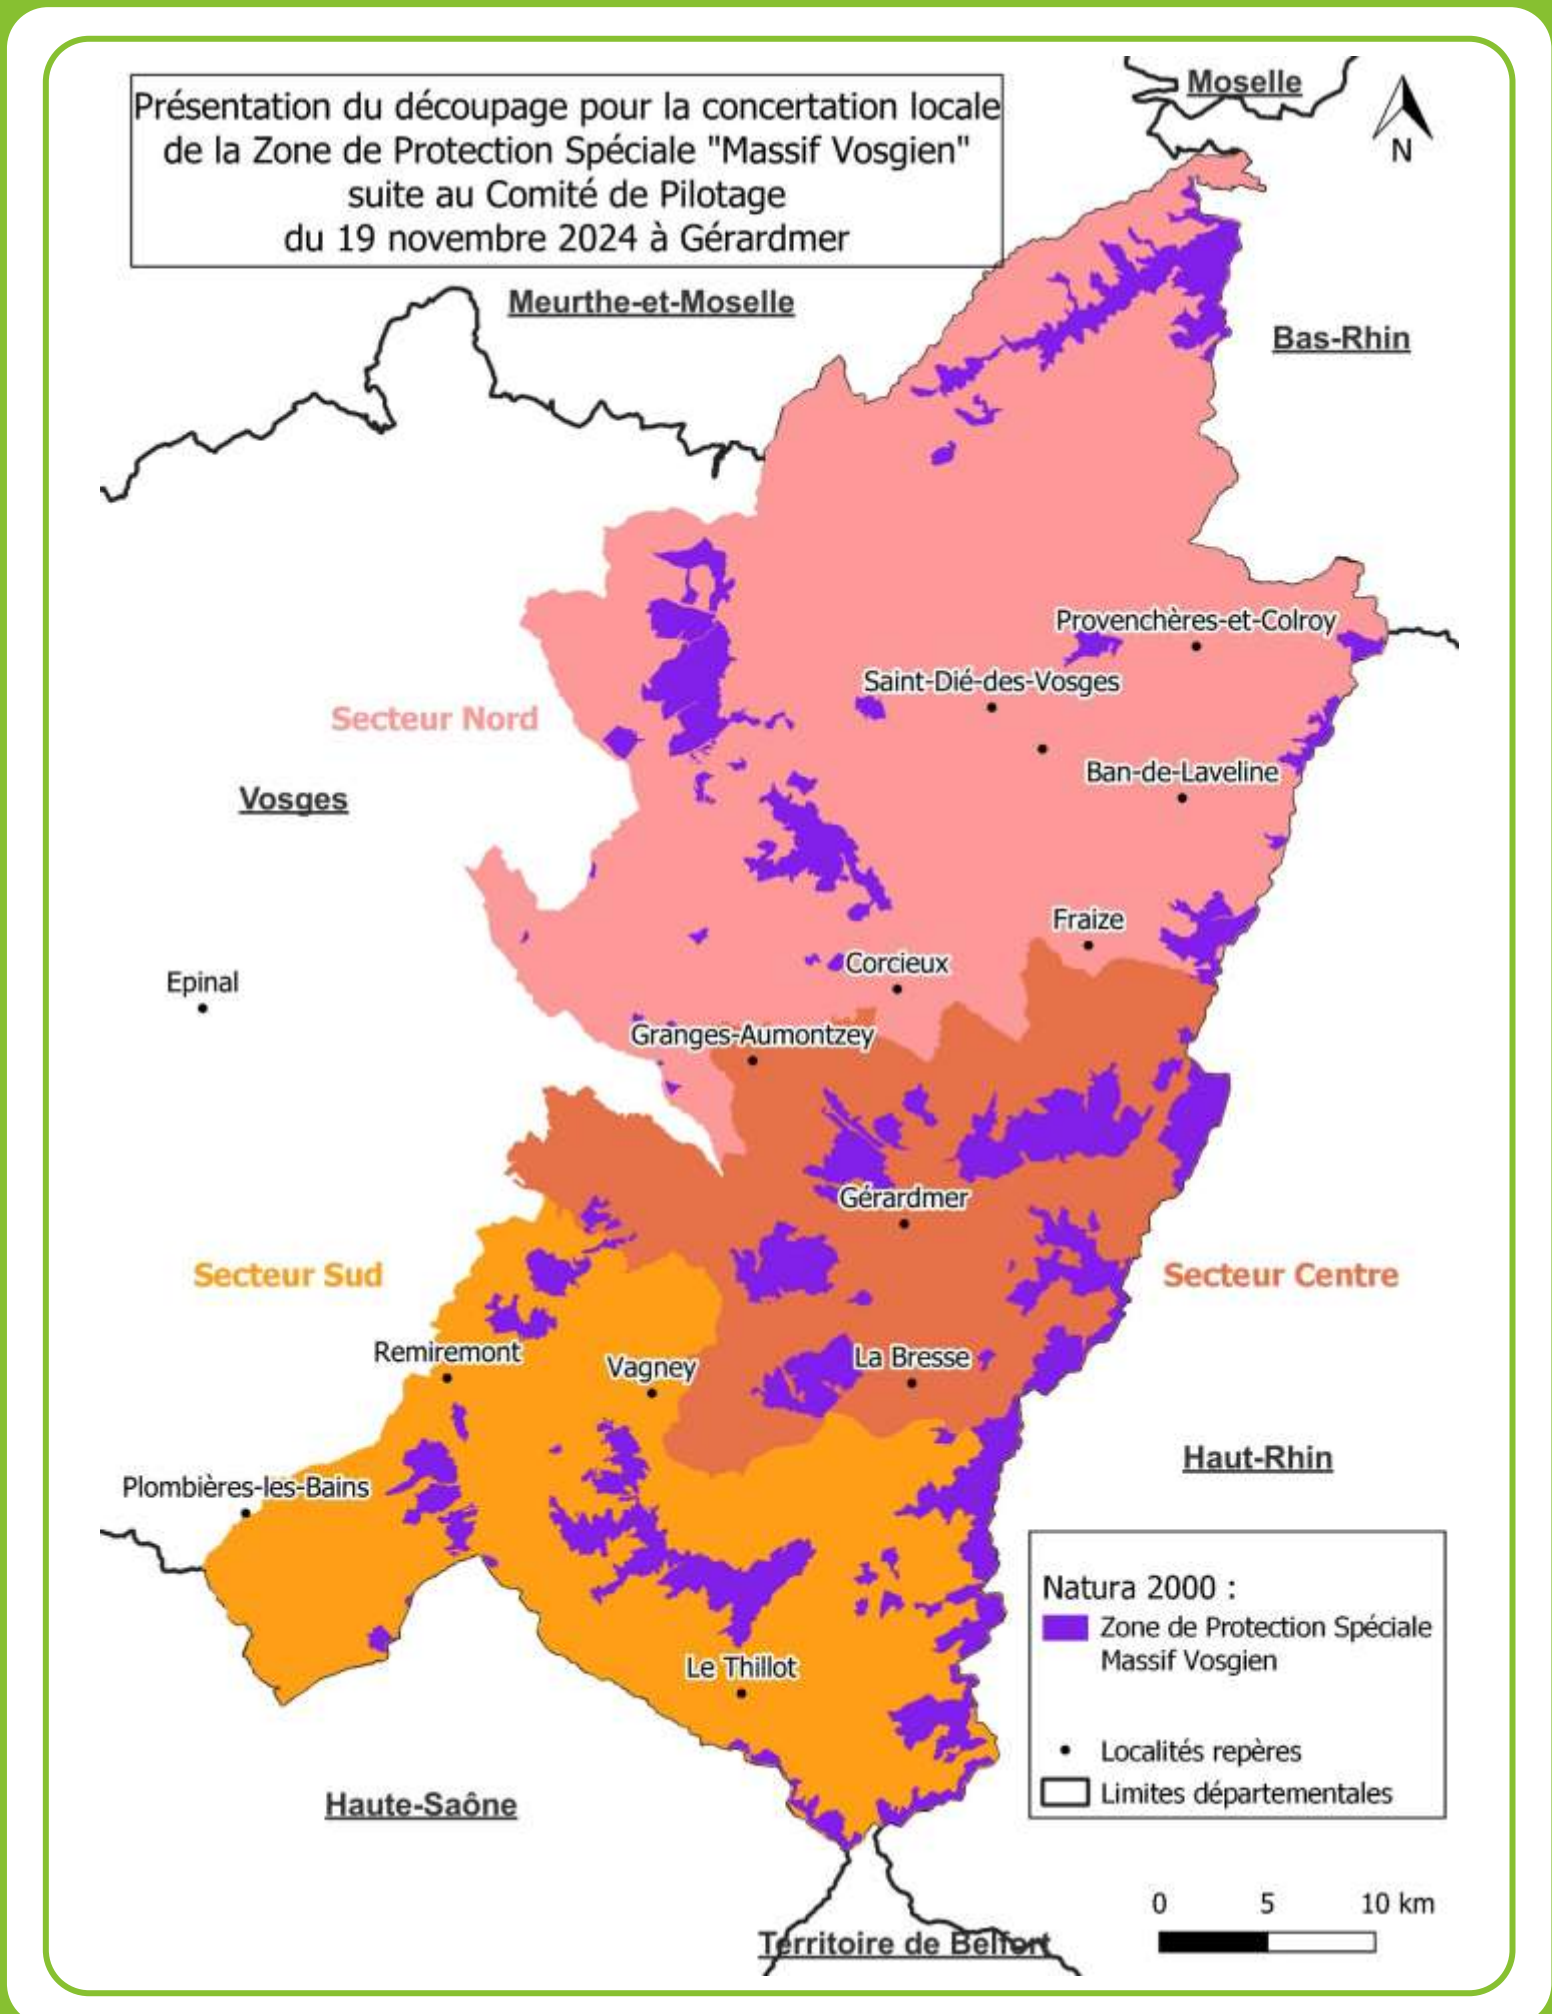 Présentation du découpage pour la concertation locale
de la Zone de Protection Spéciale "Massif Vosgien"
suite au Comité de Pilotage
du 19 novembre 2024 à Gérardmer
Moselle
N
Meurthe-et-Moselle
Bas-Rhin
Provenchères-et-Colroy
Saint-Dié-des-Vosges
Secteur Nord
Ban-de-Laveline
Vosges
Fraize
Corcieux
Epinal
Granges-Aumontzey
Gérardmer
Secteur Sud
Secteur Centre
Remiremont
Vagney
La Bresse
Haut-Rhin
Plombières-les-Bains
Natura 2000 :
Zone de Protection Spéciale
Massif Vosgien
Le Thillot
Localités repères
Limites départementales
Haute-Saône
0 5 10 km
Territoire de Belfort